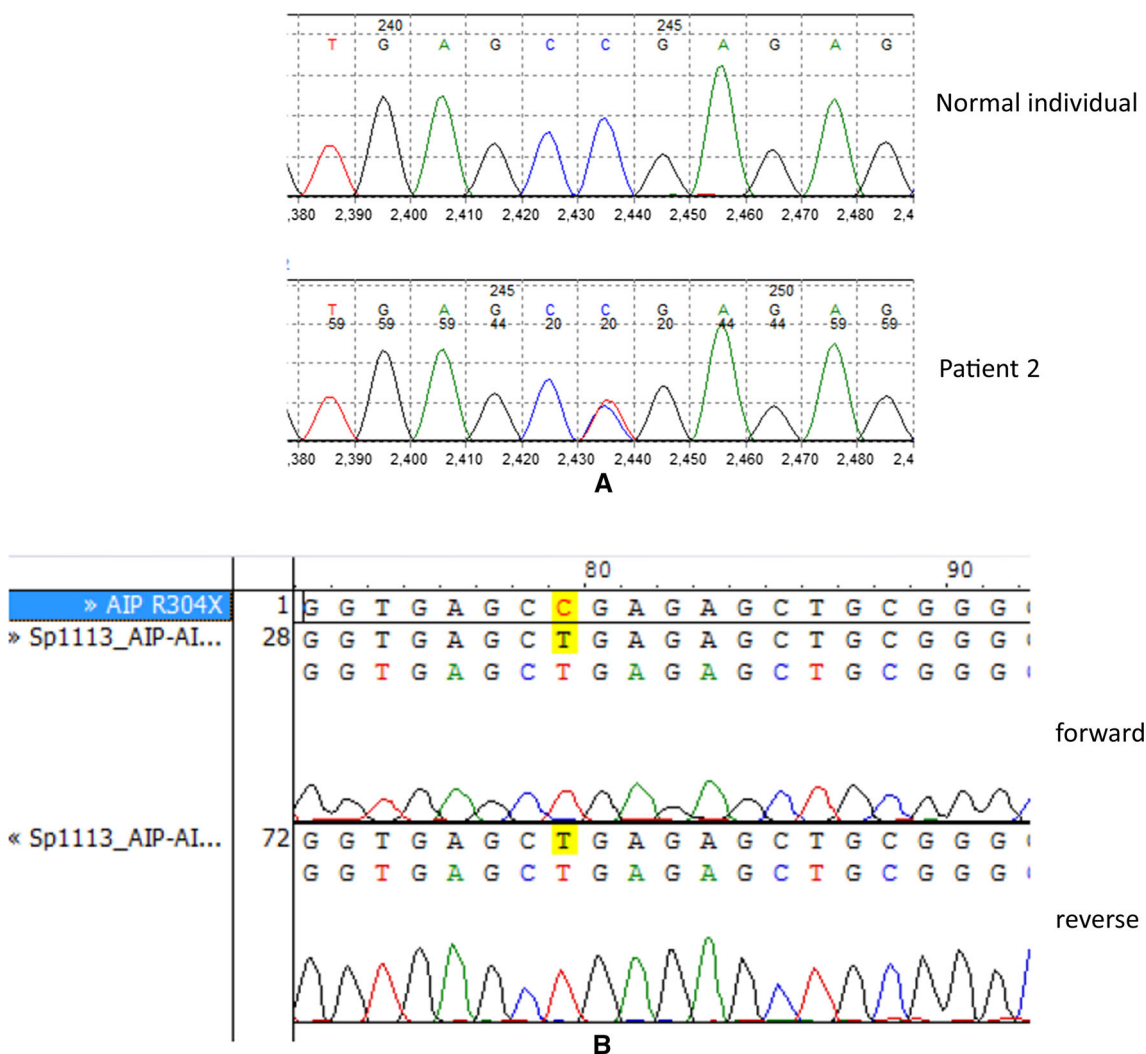 240 245
T G A G C C G A G A G
Normal individual
,380 2,390 2,400 2,410 2,420 2,430 2,440 2,450 2,460 2,470 2,480 2,4
245 250
T G A G C C G A G A G
59 59 59 44 20 20 20 44 44 59 59
Patient 2
,380 2,390 2,400 2,410 2,420 2,430 2,440 2,450 2,460 2,470 2,480 2,4
A
80 90
» AIP R304X 1 G G T G A G C C G A G A G C T G C G G G
» Sp1113_AIP-AI... 28 G G T G A G C T G A G A G C T G C G G G
G G T G A G C T G A G A G C T G C G G G
forward
« Sp1113_AIP-AI... 72 G G T G A G C T G A G A G C T G C G G G
G G T G A G C T G A G A G C T G C G G G
reverse
B